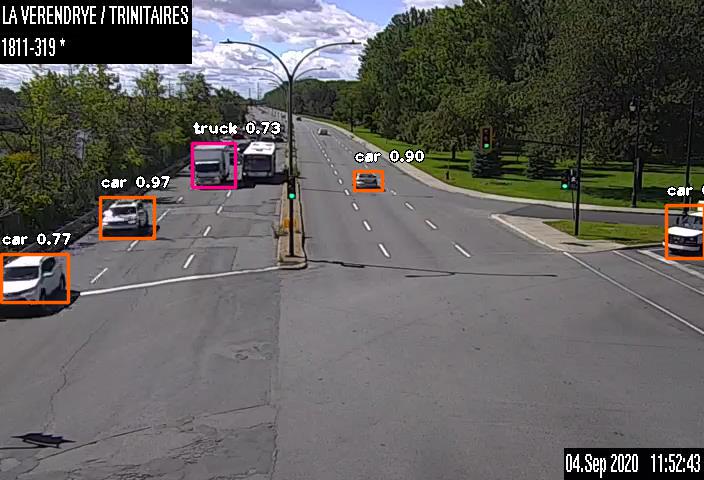 LA VERENDRYE / TRINITAIRES
1811-319 *
truck 0.73
car 0.90
car 0.97
car
car 0.77
04.Sep 2020 11:52:43